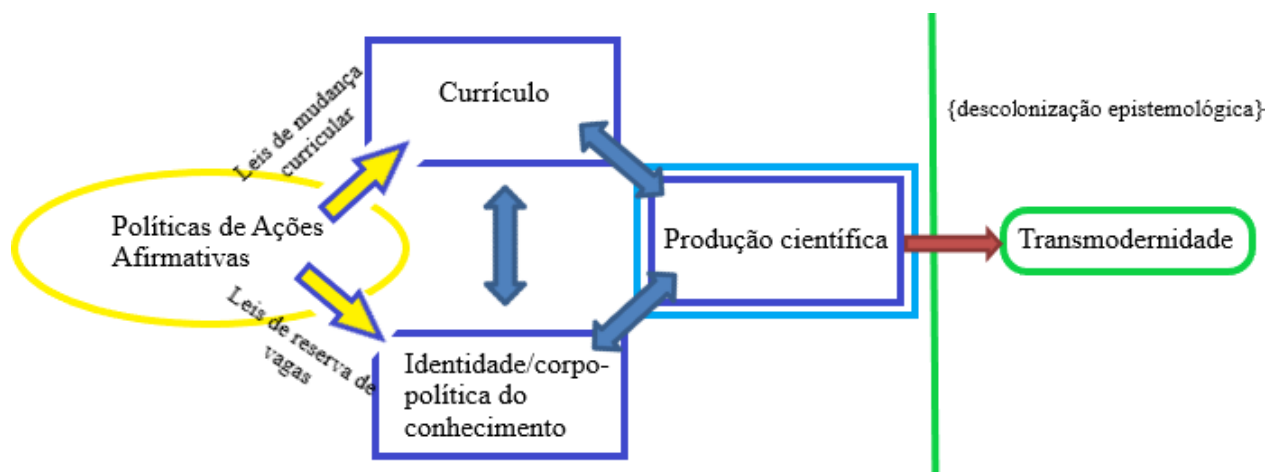 Leis de mudança
curricular
Currículo
{descolonização epistemológica}
Políticas de Ações
Afirmativas
Produção científica
Transmodernidade
Leis de reserva de
vagas
Identidade/corpo-
política do
conhecimento